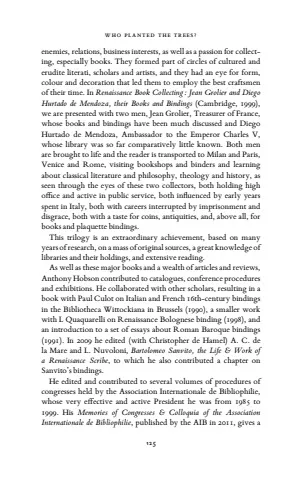 WHO PLANTED THE TREES?
enemies, relations, business interests, as well as a passion for collect-
ing, especially books. They formed part of circles of cultured and
erudite literati, scholars and artists, and they had an eye for form,
colour and decoration that led them to employ the best craftsmen
of their time. In Renaissance Book Collecting : Jean Grolier and Diego
Hurtado de Mendoza, their Books and Bindings (Cambridge, 1999),
we are presented with two men, Jean Grolier, Treasurer of France,
whose books and bindings have been much discussed and Diego
Hurtado de Mendoza, Ambassador to the Emperor Charles V,
whose library was so far comparatively little known. Both men
are brought to life and the reader is transported to Milan and Paris,
Venice and Rome, visiting bookshops and binders and learning
about classical literature and philosophy, theology and history, as
seen through the eyes of these two collectors, both holding high
office and active in public service, both influenced by early years
spent in Italy, both with careers interrupted by imprisonment and
disgrace, both with a taste for coins, antiquities, and, above all, for
books and plaquette bindings.
This trilogy is an extraordinary achievement, based on many
years of research, on a mass of original sources, a great knowledge of
libraries and their holdings, and extensive reading.
As well as these major books and a wealth of articles and reviews,
Anthony Hobson contributed to catalogues, conference procedures
and exhibitions. He collaborated with other scholars, resulting in a
book with Paul Culot on Italian and French 16th-century bindings
in the Bibliotheca Wittockiana in Brussels (1990), a smaller work
with L Quaquarelli on Renaissance Bolognese binding (1998), and
an introduction to a set of essays about Roman Baroque bindings
(1991). In 2009 he edited (with Christopher de Hamel) A. C. de
la Mare and L. Nuvoloni, Bartolomeo Sanvito, the Life & Work of
a Renaissance Scribe, to which he also contributed a chapter on
Sanvito's bindings.
He edited and contributed to several volumes of procedures of
congresses held by the Association Internationale de Bibliophilie,
whose very effective and active President he was from 1985 to
1999. His Memories of Congresses & Colloquia of the Association
Internationale de Bibliophilie, published by the AIB in 2011, gives a
125